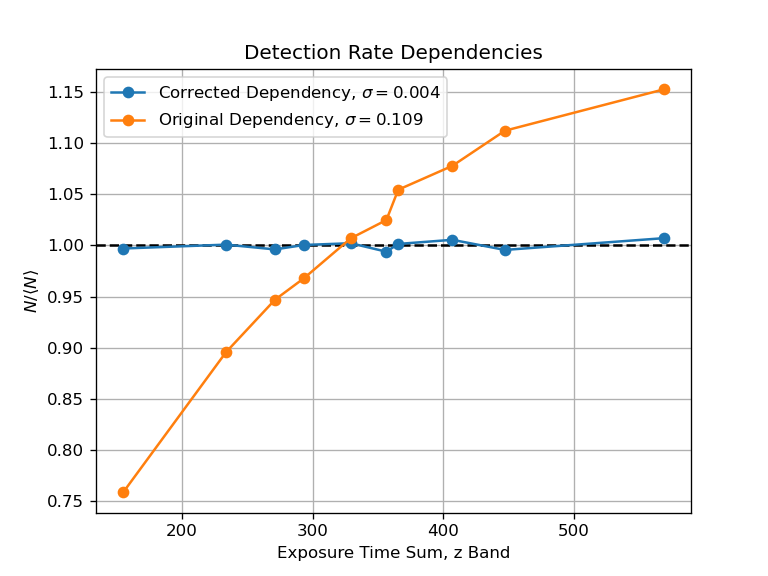 Detection Rate Dependencies
Corrected Dependency, σ = 0.004
Original Dependency, σ = 0.109
1.15
1.10
1.05
1.00
0.95
0.90
0.85
0.80
0.75
N/⟨N⟩
200 300 400 500
Exposure Time Sum, z Band